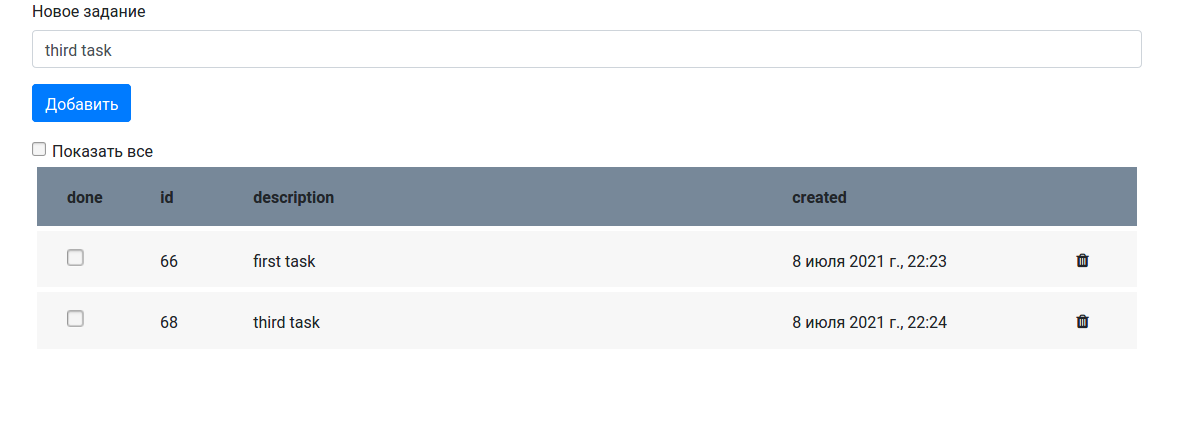 Новое задание
third task
Добавить
Показать все
done id description created
66 first task 8 июля 2021 г., 22:23
68 third task 8 июля 2021 г., 22:24